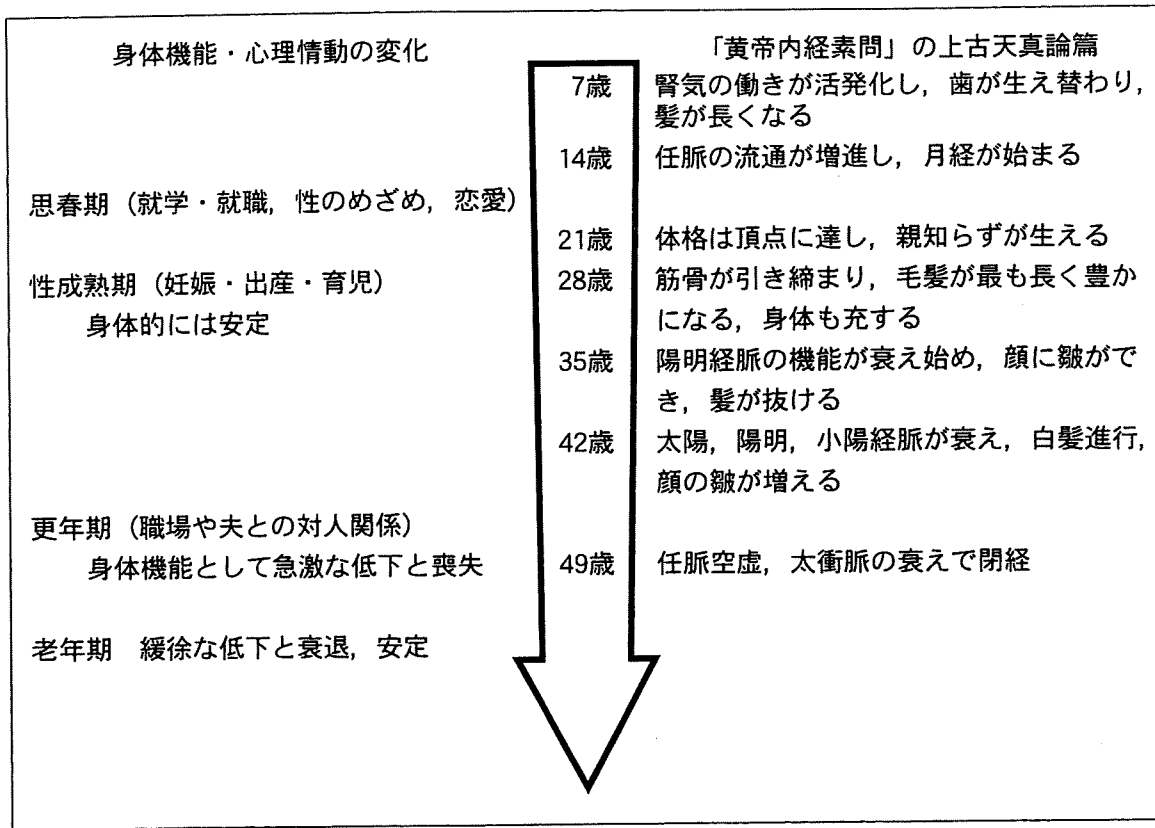 身体機能・心理情動の変化
「黄帝内経素問」の上古天真論篇
7歳 腎気の働きが活発化し，歯が生え替わり，
髪が長くなる
14歳 任脈の流通が増進し，月経が始まる
思春期（就学・就職，性のめざめ，恋愛）
21歳 体格は頂点に達し，親知らずが生える
性成熟期（妊娠・出産・育児）
28歳 筋骨が引き締まり，毛髪が最も長く豊か
身体的には安定
になる，身体も充する
35歳 陽明経脈の機能が衰え始め，顔に皺がで
き，髪が抜ける
42歳 太陽，陽明，小陽経脈が衰え，白髪進行，
顔の皺が増える
更年期（職場や夫との対人関係）
身体機能として急激な低下と喪失
49歳 任脈空虚，太衝脈の衰えで閉経
老年期 緩徐な低下と衰退，安定